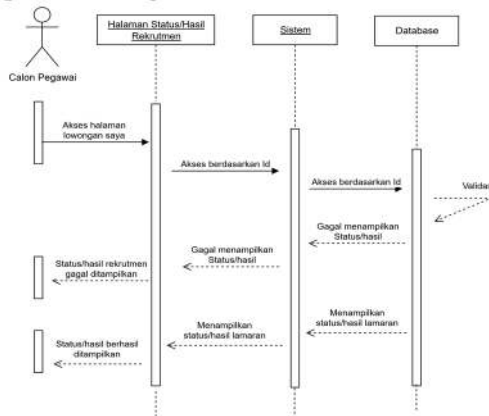 Halaman Status/Hasil
Rekrutmen
Sistem
Database
Calon Pegawai
Akses halaman
lowongan saya
Akses berdasarkan Id
Akses berdasarkan Id
Validas
Gagal menampilkan
Status/hasil
Gagal menampilkan
Status/hasil
Status/hasil rekrutmen
gagal ditampilkan
Menampilkan
status/hasil lamaran
Menampilkan
status/hasil lamaran
Status/hasil berhasil
ditampilkan